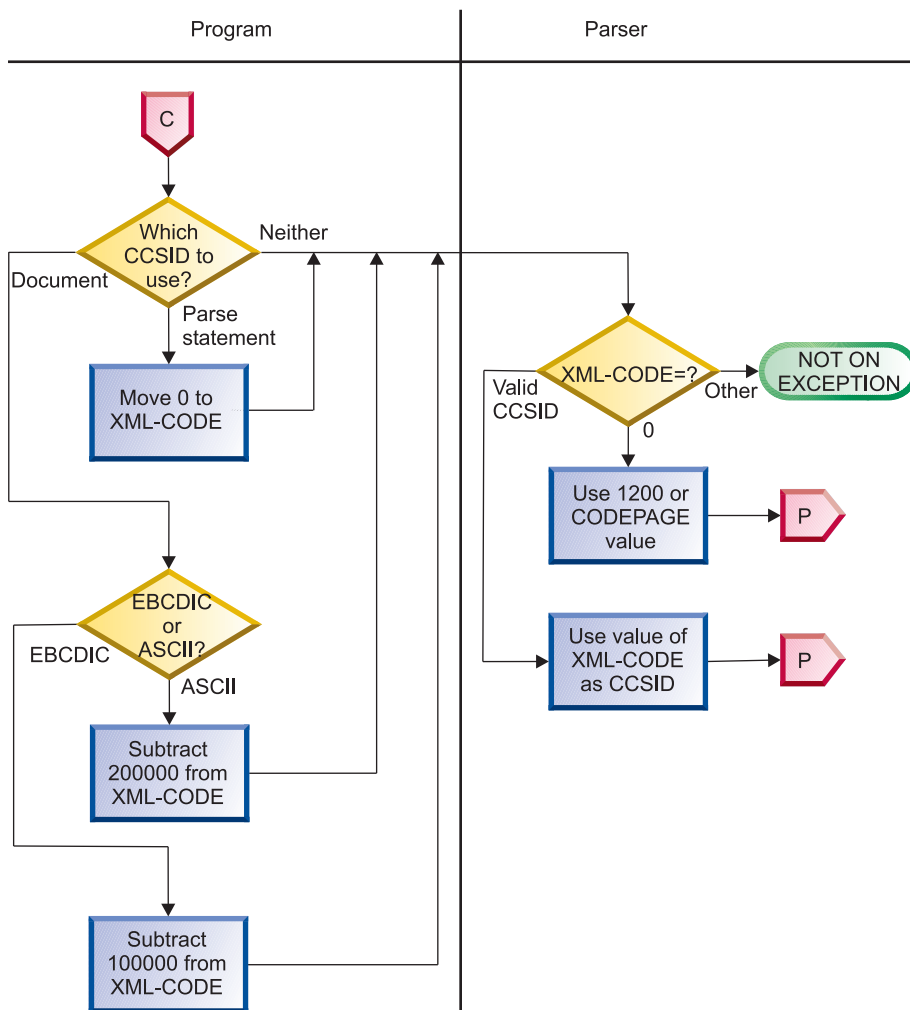 Program
Parser
C
Which
CCSID to
use?
Neither
Document
Parse
statement
Move 0 to
XML-CODE
XML-CODE=?
Valid
CCSID
Other
NOT ON
EXCEPTION
0
Use 1200 or
CODEPAGE
value
P
EBCDIC
or
ASCII?
EBCDIC
ASCII
Use value of
XML-CODE
as CCSID
P
Subtract
200000 from
XML-CODE
Subtract
100000 from
XML-CODE